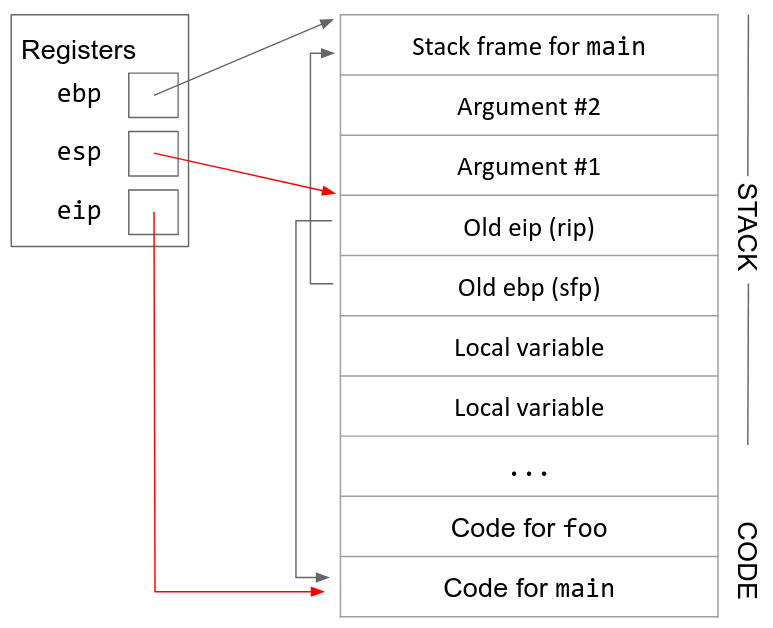 Registers
ebp
esp
eip
Stack frame for main
Argument #2
Argument #1
Old eip (rip)
Old ebp (sfp)
Local variable
Local variable
...
Code for foo
Code for main
STACK
CODE